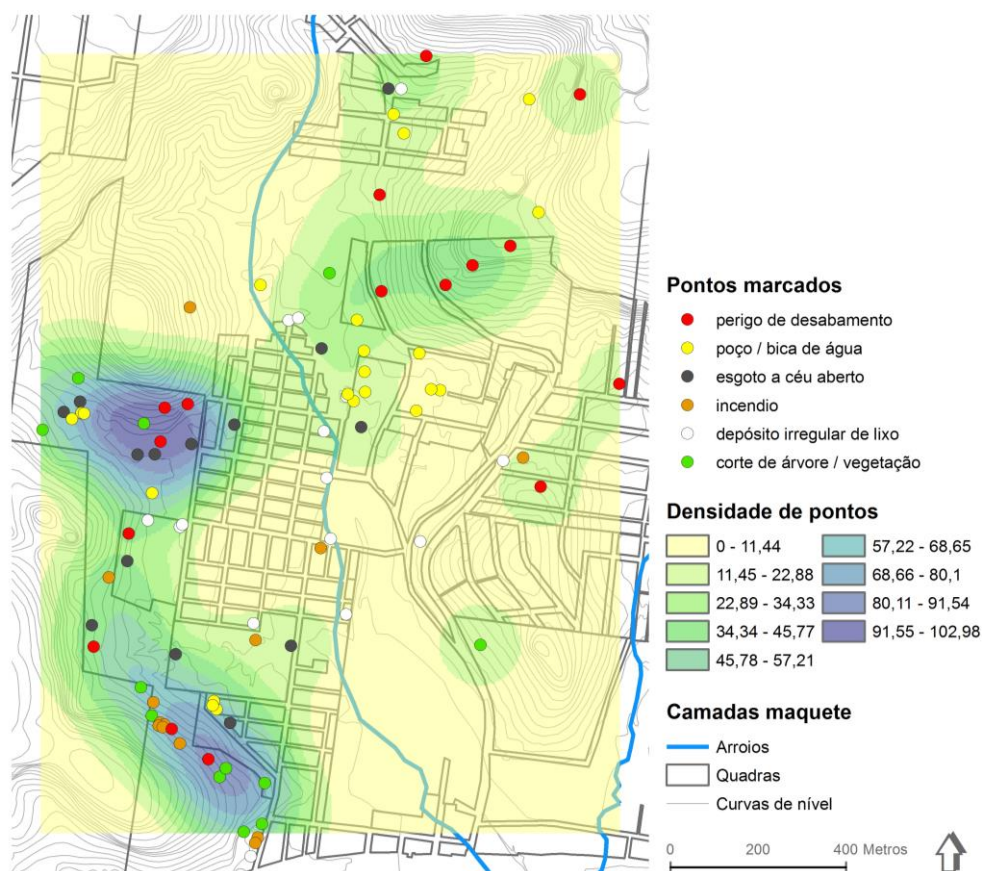 Pontos marcados
perigo de desabamento
poço / bica de água
esgoto a céu aberto
incendio
depósito irregular de lixo
corte de árvore / vegetação
Densidade de pontos
0 - 11,44
11,45 - 22,88
22,89 - 34,33
34,34 - 45,77
45,78 - 57,21
57,22 - 68,65
68,66 - 80,1
80,11 - 91,54
91,55 - 102,98
Camadas maquete
Arroios
Quadras
Curvas de nível
0 200 400 Metros